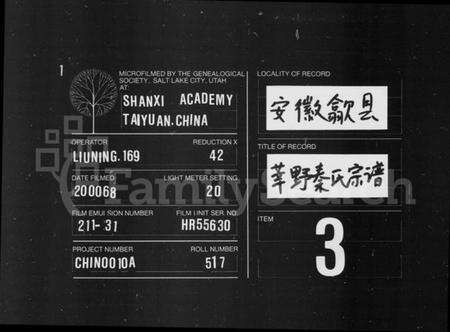 1
MICROFILMED BY THE GENEALOGICAL
SOCIETY, SALT LAKE CITY, UTAH
AT:
SHANXI ACADEMY
TAIYUAN.CHINA
OPERATOR REDUCTION X
LIUNING.169 42
DATE FILMED LIGHT METER SETTING
200068 20
FILM EMULSION NUMBER FILM UNIT SER. NO.
211-31 HR55630
PROJECT NUMBER ROLL NUMBER
CHINO010A 517
LOCALITY OF RECORD
安徽歙县
TITLE OF RECORD
莘野秦氏宗谱
ITEM
3
FamilySearch